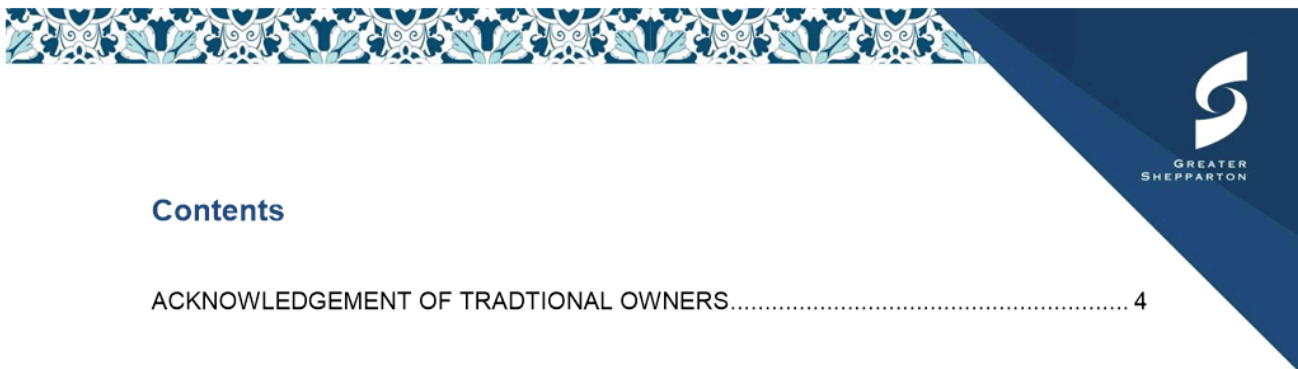 GREATER
SHEPPARTON
Contents
ACKNOWLEDGEMENT OF TRADTIONAL OWNERS.......................................................... 4